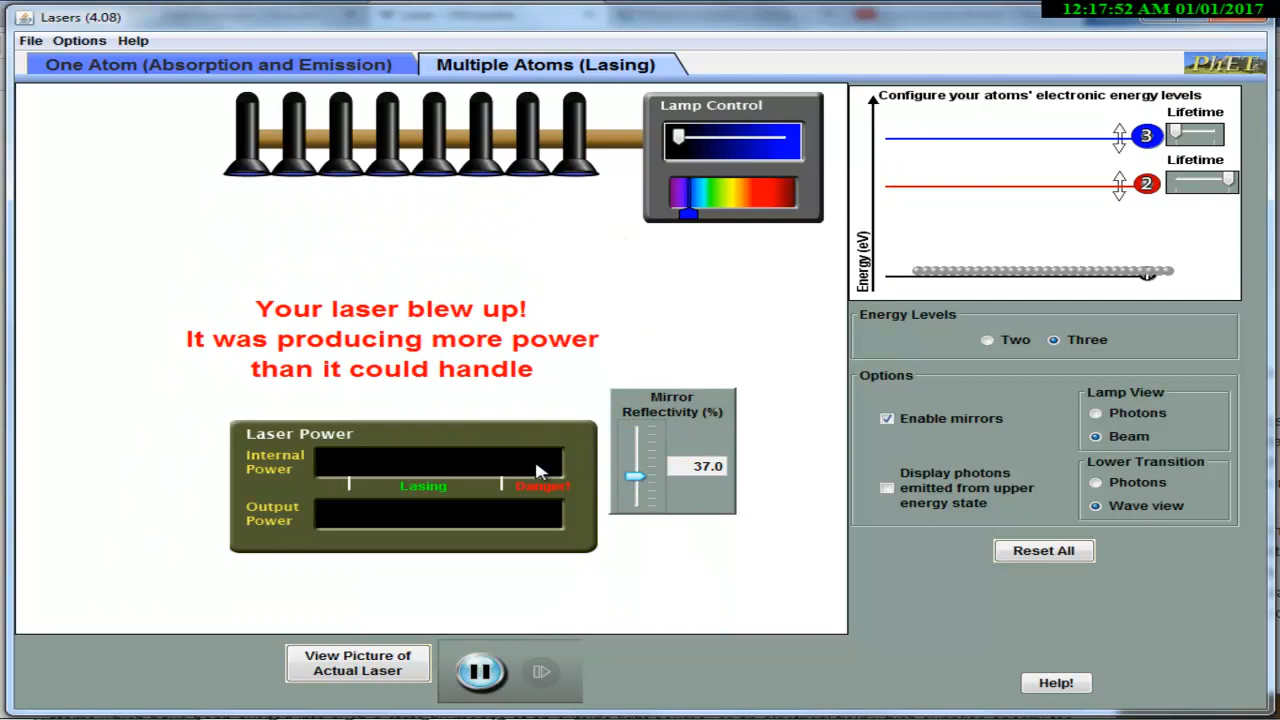 Lasers (4.08)
12:17:52 AM 01/01/2017
File Options Help
One Atom (Absorption and Emission)
Multiple Atoms (Lasing)
PhET
Lamp Control
Configure your atoms' electronic energy levels
Lifetime
3
Lifetime
2
Energy (eV)
Your laser blew up!
It was producing more power
than it could handle
Energy Levels
Two Three
Laser Power
Internal
Power
Lasing Danger!
Output
Power
Mirror
Reflectivity (%)
37.0
Options
Enable mirrors
Display photons
emitted from upper
energy state
Lamp View
Photons
Beam
Lower Transition
Photons
Wave view
Reset All
View Picture of
Actual Laser
Help!